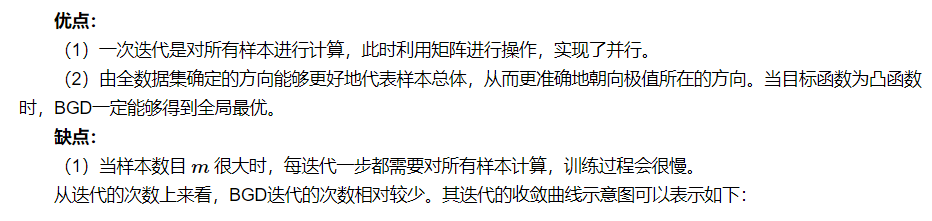 优点：
（1）一次迭代是对所有样本进行计算，此时利用矩阵进行操作，实现了并行。
（2）由全数据集确定的方向能够更好地代表样本总体，从而更准确地朝向极值所在的方向。当目标函数为凸函数
时，BGD一定能够得到全局最优。
缺点：
（1）当样本数目 m 很大时，每迭代一步都需要对所有样本计算，训练过程会很慢。
从迭代的次数上来看，BGD迭代的次数相对较少。其迭代的收敛曲线示意图可以表示如下：